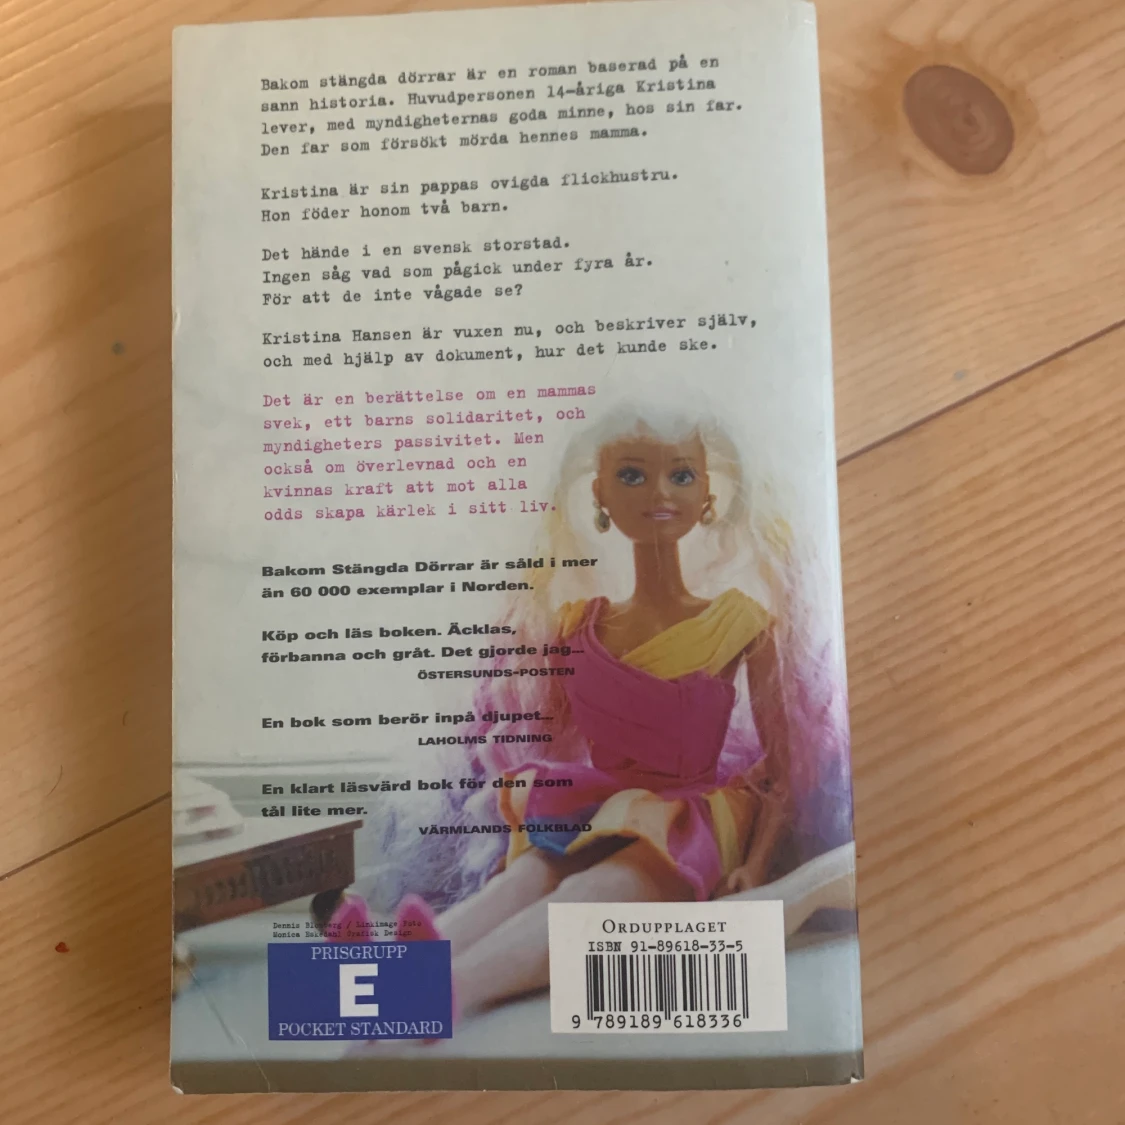 Bakom stängda dörrar är en roman baserad på en
sann historia. Huvudpersonen 14-åriga Kristina
lever, med myndigheternas goda minne, hos sin far.
Den far som försökt mörda hennes mamma.
Kristina är sin pappas ovigda flickhustru.
Hon föder honom två barn.
Det hände i en svensk storstad.
Ingen såg vad som pågick under fyra år.
För att de inte vågade se?
Kristina Hansen är vuxen nu, och beskriver själv,
och med hjälp av dokument, hur det kunde ske.
Det är en berättelse om en mammas
svek, ett barns solidaritet, och
myndigheters passivitet. Men
också om överlevnad och en
kvinnas kraft att mot alla
odds skapa kärlek i sitt liv.
Bakom Stängda Dörrar är såld i mer
än 60 000 exemplar i Norden.
Köp och läs boken. Äcklas,
förbanna och gråt. Det gjorde jag...
ÖSTERSUNDS-POSTEN
En bok som berör inpå djupet...
LAHOLMS TIDNING
En klart läsvärd bok för den som
tål lite mer.
VÄRMLANDS FOLKBLAD
Dennis / Linkimage Foto
Monica Grafisk Design
PRISGRUPP
E
POCKET STANDARD
ORDUPPLAGET
ISBN 91-89618-33-5
9 789189 618336